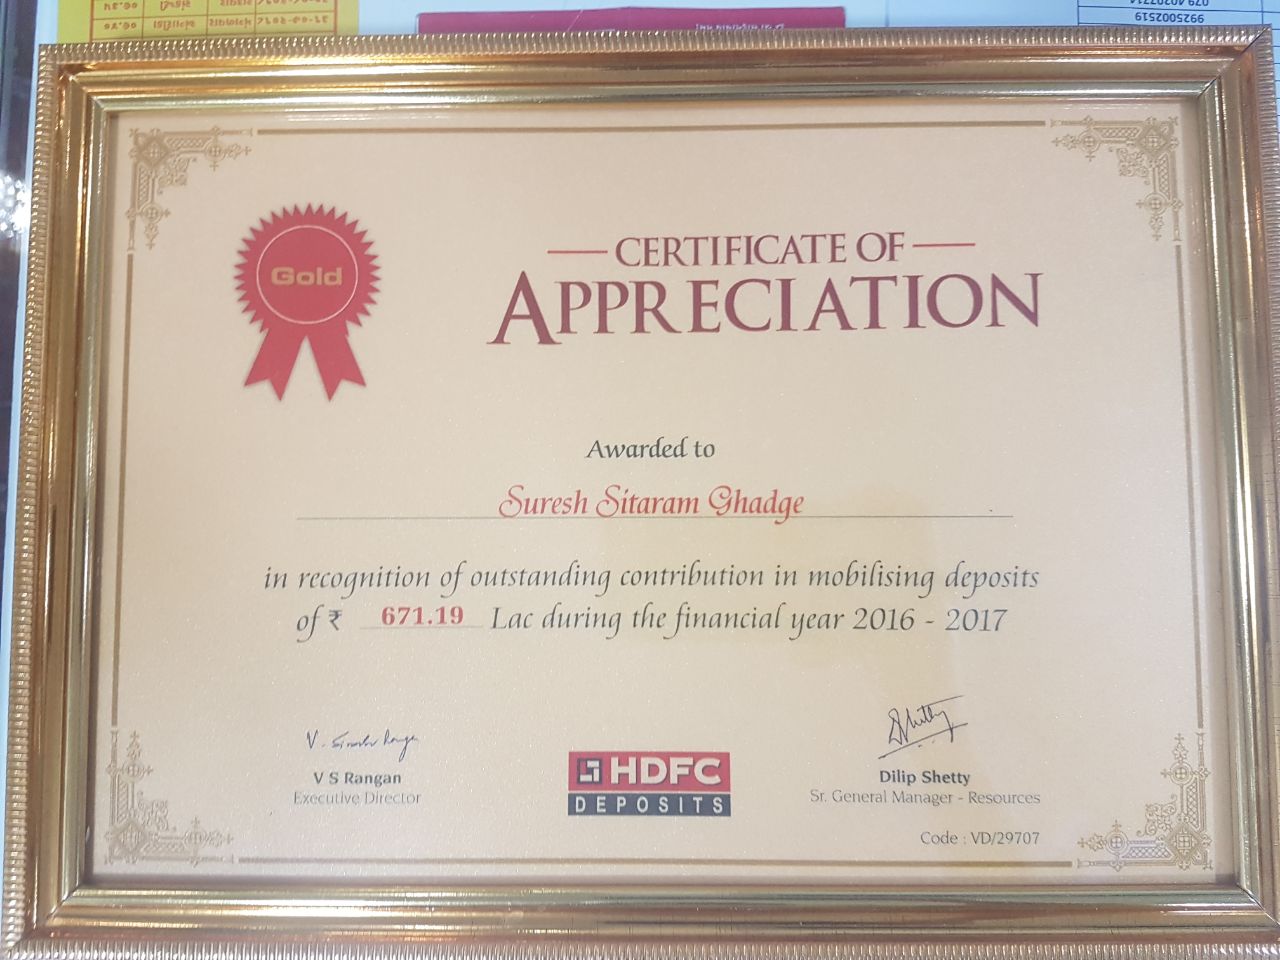 9925002519
Gold
CERTIFICATE OF
APPRECIATION
Awarded to
Suresh Sitaram Ghadge
in recognition of outstanding contribution in mobilising deposits
of ₹ 671.19 Lac during the financial year 2016 - 2017
V S Rangan
Executive Director
HDFC
DEPOSITS
Dilip Shetty
Sr. General Manager - Resources
Code : VD/29707